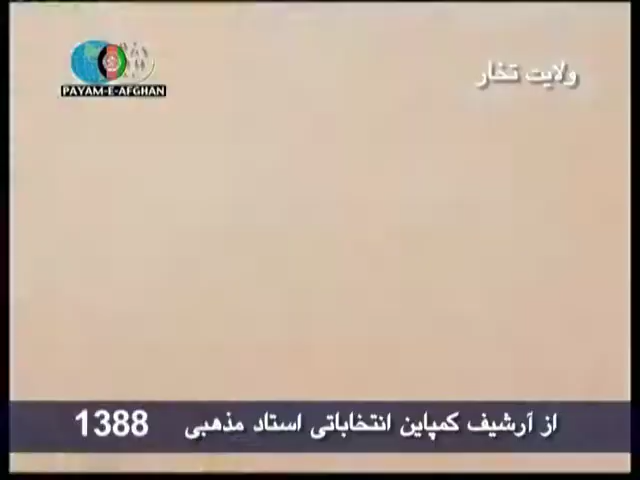 PAYAM-E-AFGHAN
ولایت تخار
از آرشیف کمپاین انتخاباتی استاد مذهبی 1388